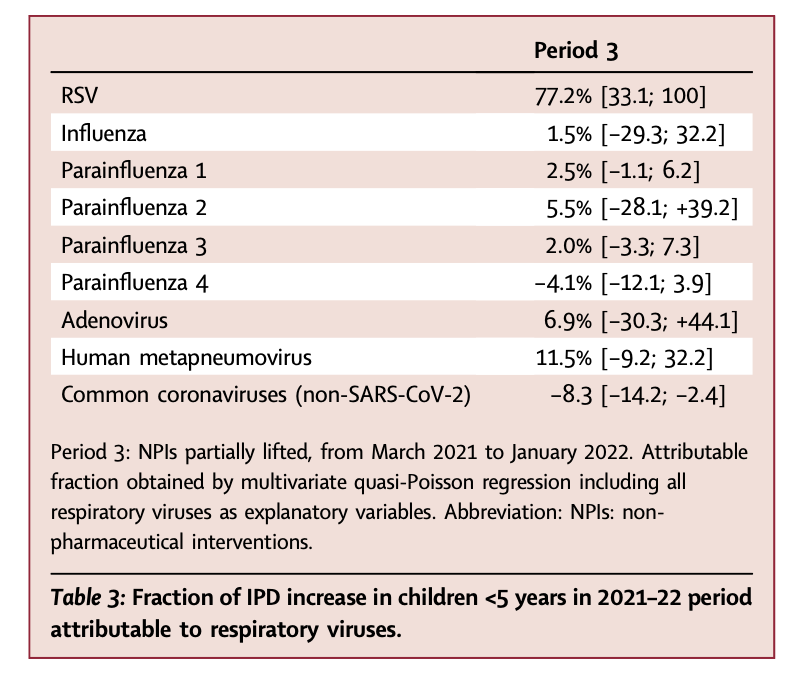 Period 3
RSV 77.2% [33.1; 100]
Influenza 1.5% [−29.3; 32.2]
Parainfluenza 1 2.5% [−1.1; 6.2]
Parainfluenza 2 5.5% [−28.1; +39.2]
Parainfluenza 3 2.0% [−3.3; 7.3]
Parainfluenza 4 −4.1% [−12.1; 3.9]
Adenovirus 6.9% [−30.3; +44.1]
Human metapneumovirus 11.5% [−9.2; 32.2]
Common coronaviruses (non-SARS-CoV-2) −8.3 [−14.2; −2.4]
Period 3: NPIs partially lifted, from March 2021 to January 2022. Attributable
fraction obtained by multivariate quasi-Poisson regression including all
respiratory viruses as explanatory variables. Abbreviation: NPIs: non-
pharmaceutical interventions.
Table 3: Fraction of IPD increase in children <5 years in 2021–22 period
attributable to respiratory viruses.